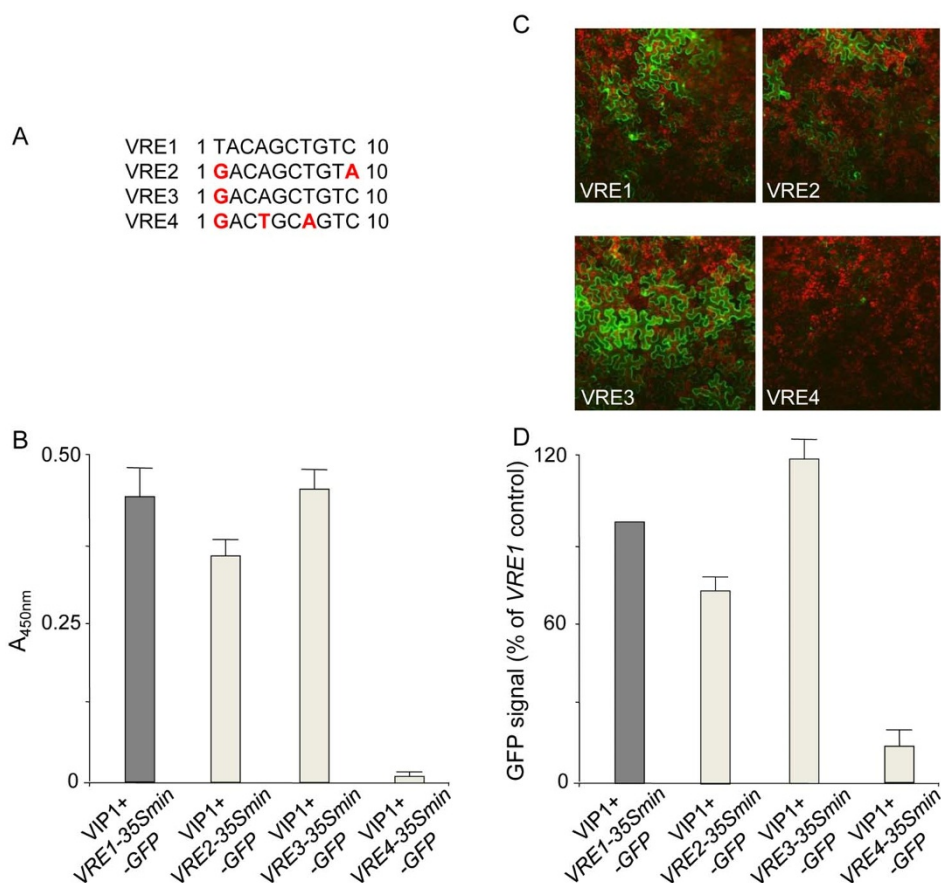 A
VRE1 1 TACAGCTGTC 10
VRE2 1 GACAGCTGTA 10
VRE3 1 GACAGCTGTC 10
VRE4 1 GACTGCAGTC 10
C
VRE1
VRE2
VRE3
VRE4
B
0.50
0.25
0
A450nm
VIP1+
VRE1-35Smin
-GFP
VIP1+
VRE2-35Smin
-GFP
VIP1+
VRE3-35Smin
-GFP
VIP1+
VRE4-35Smin
-GFP
D
120
60
0
GFP signal (% of VRE1 control)
VIP1+
VRE1-35Smin
-GFP
VIP1+
VRE2-35Smin
-GFP
VIP1+
VRE3-35Smin
-GFP
VIP1+
VRE4-35Smin
-GFP